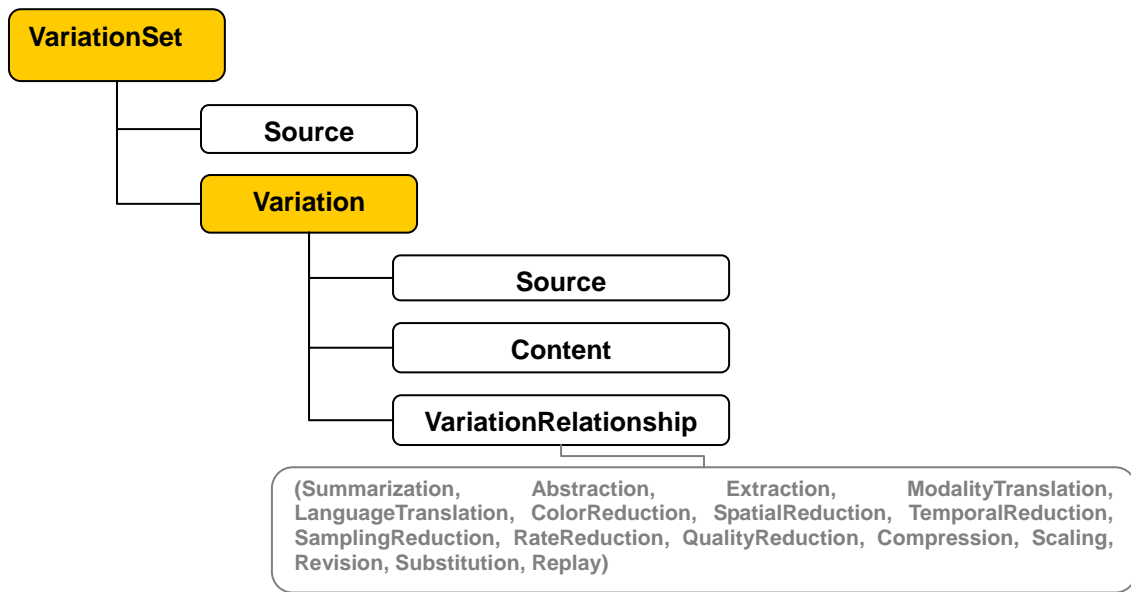 VariationSet
Source
Variation
Source
Content
VariationRelationship
(Summarization, Abstraction, Extraction, ModalityTranslation,
LanguageTranslation, ColorReduction, SpatialReduction, TemporalReduction,
SamplingReduction, RateReduction, QualityReduction, Compression, Scaling,
Revision, Substitution, Replay)